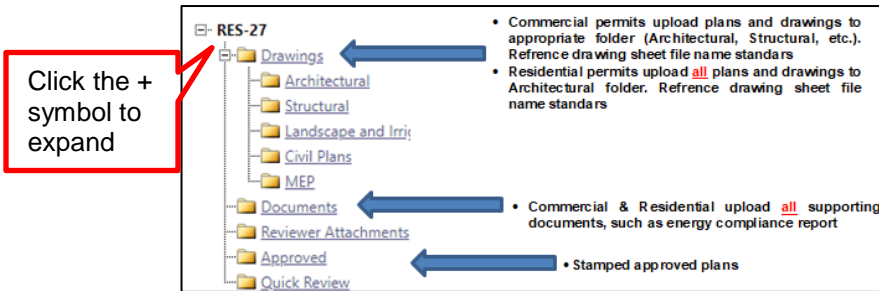 Click the +
symbol to
expand
RES-27
Drawings
Architectural
Structural
Landscape and Irri
Civil Plans
MEP
Documents
Reviewer Attachments
Approved
Quick Review
• Commercial permits upload plans and drawings to
appropriate folder (Architectural, Structural, etc.).
Refrence drawing sheet file name standars
• Residential permits upload all plans and drawings to
Architectural folder. Refrence drawing sheet file
name standars
• Commercial & Residential upload all supporting
documents, such as energy compliance report
• Stamped approved plans